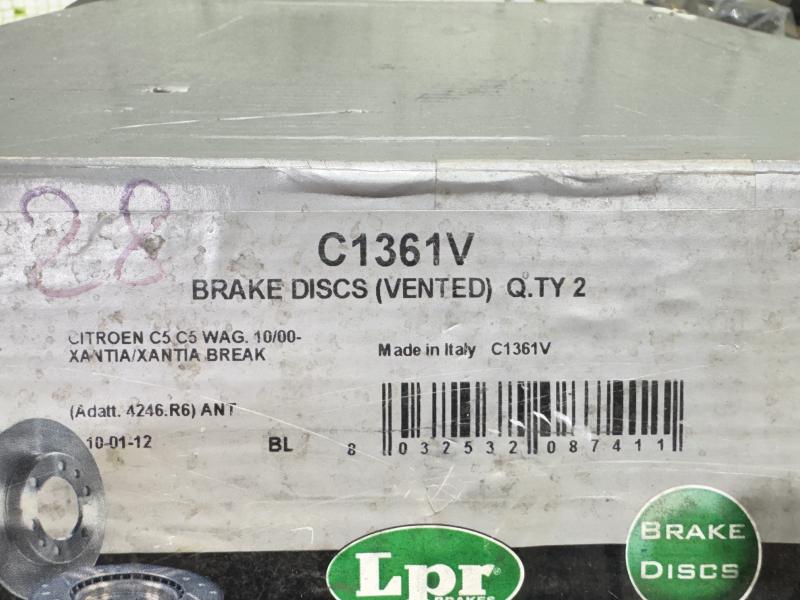 28
C1361V
BRAKE DISCS (VENTED) Q.TY 2
CITROEN C5 C5 WAG. 10/00-
XANTIA/XANTIA BREAK
Made in Italy C1361V
(Adatt. 4246.R6) ANT
10-01-12 BL
8 032532 087411
BRAKE
DISCS
Lpr
BRAKES